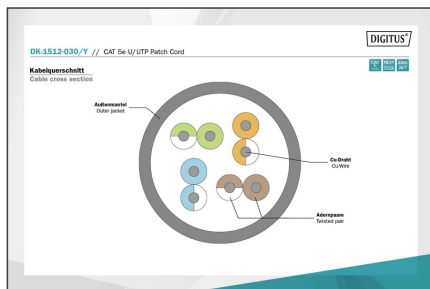 DIGITUS®
DK-1512-030/Y // CAT 5e U/UTP Patch Cord
Kabelquerschnitt
Cable cross section
Außenmantel
Outer jacket
Cu-Draht
Cu-Wire
Adernpaare
Twisted pair